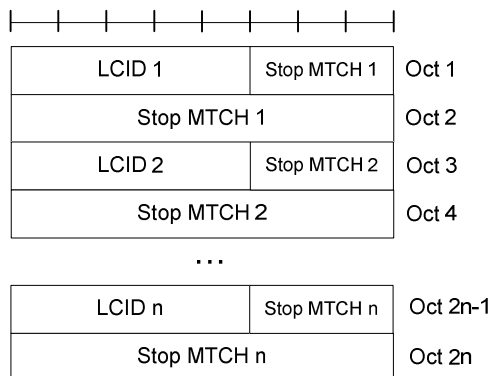 LCID 1 Stop MTCH 1 Oct 1
Stop MTCH 1 Oct 2
LCID 2 Stop MTCH 2 Oct 3
Stop MTCH 2 Oct 4
...
LCID n Stop MTCH n Oct 2n-1
Stop MTCH n Oct 2n